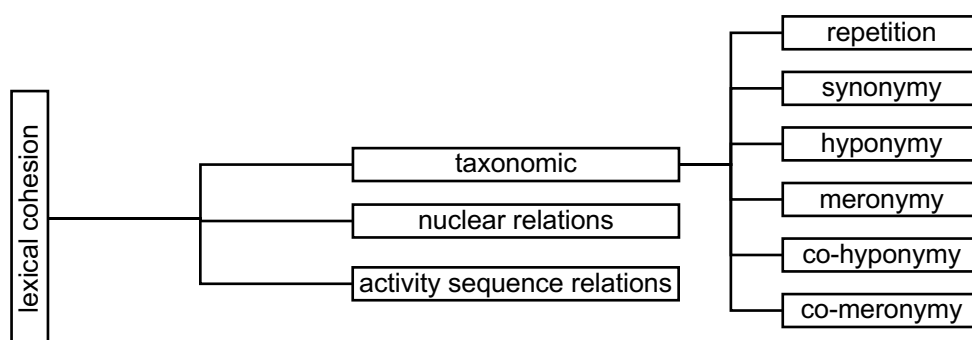 lexical cohesion
taxonomic
nuclear relations
activity sequence relations
repetition
synonymy
hyponymy
meronymy
co-hyponymy
co-meronymy